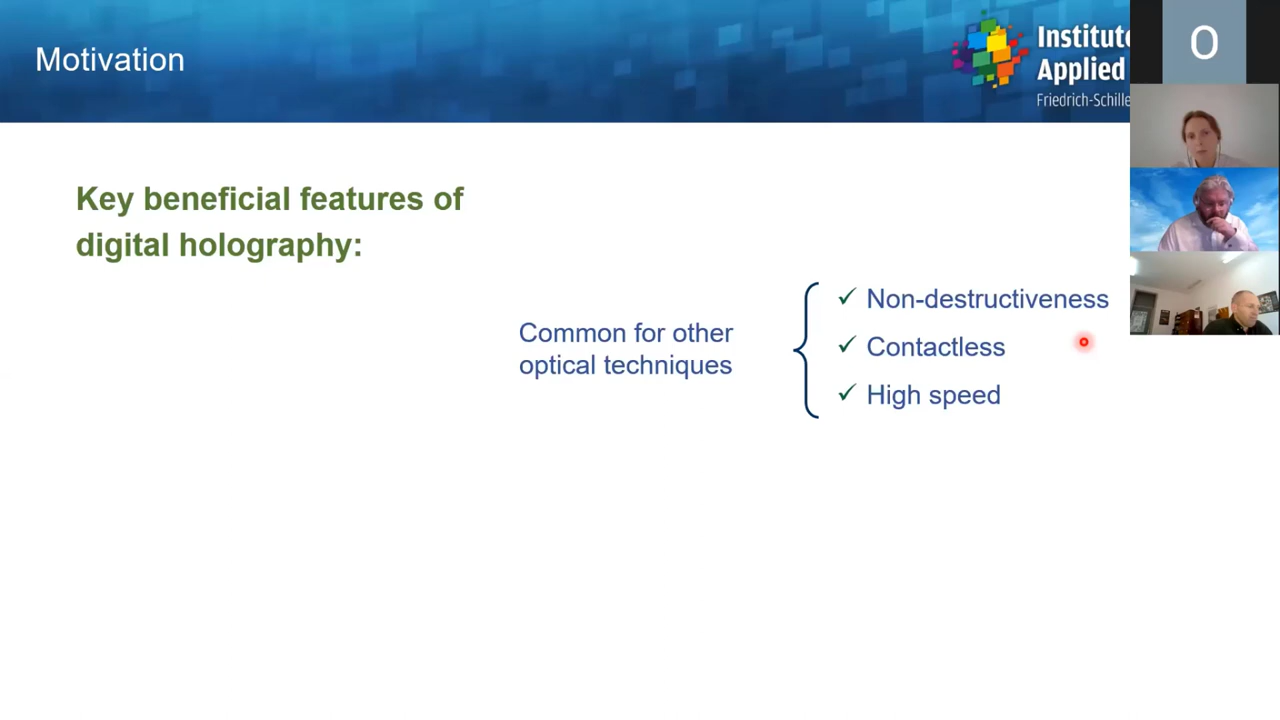 Motivation
Institute
Applied
Friedrich-Schille
O
Key beneficial features of
digital holography:
Common for other
optical techniques
✓ Non-destructiveness
✓ Contactless
✓ High speed